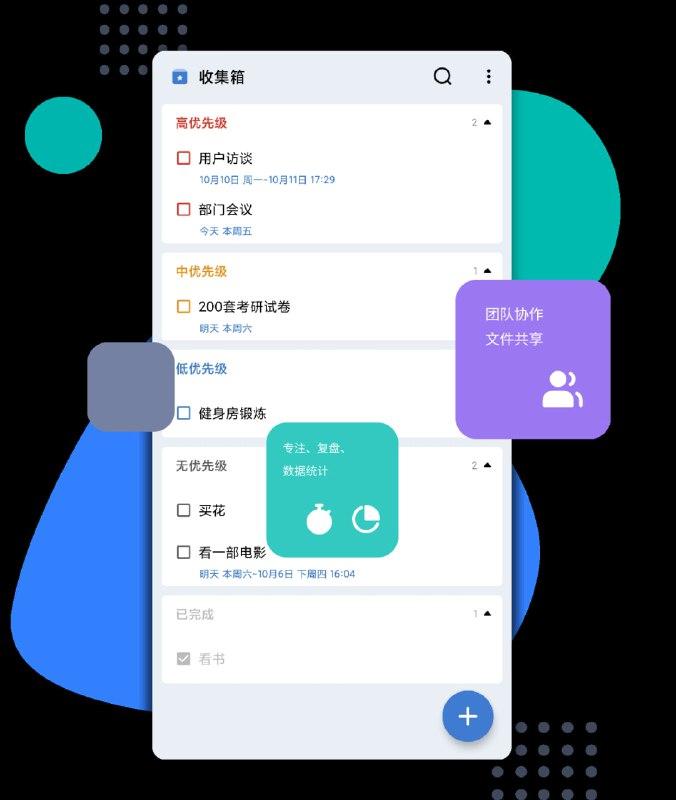 收集箱
高优先级 2
用户访谈
10月10日 周一~10月11日 17:29
部门会议
今天 本周五
中优先级 1
200套考研试卷
明天 本周六
团队协作
文件共享
低优先级
健身房锻炼
专注、复盘、
数据统计
无优先级 2
买花
看一部电影
明天 本周六~10月6日 下周四 16:04
已完成 1
看书